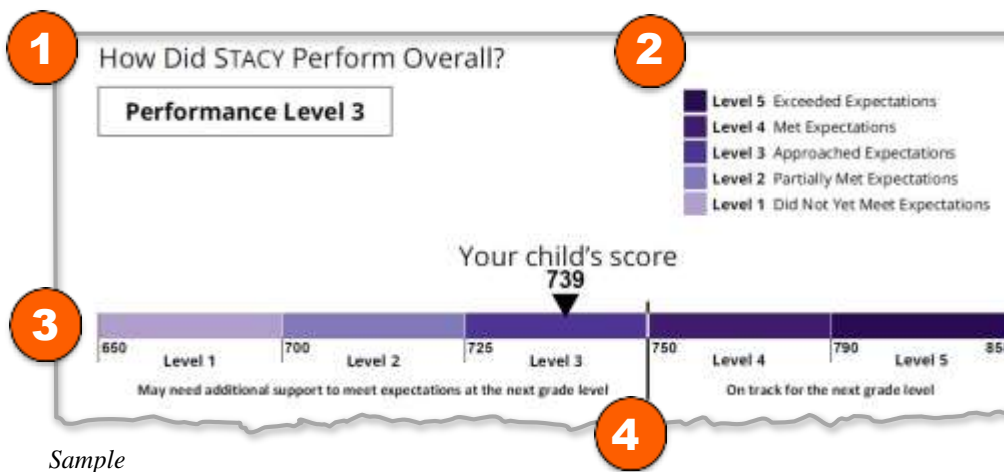 1
2
How Did STACY Perform Overall?
Performance Level 3
Level 5 Exceeded Expectations
Level 4 Met Expectations
Level 3 Approached Expectations
Level 2 Partially Met Expectations
Level 1 Did Not Yet Meet Expectations
Your child's score
739
3
650 700 725 750 790 85
Level 1 Level 2 Level 3 Level 4 Level 5
May need additional support to meet expectations at the next grade level On track for the next grade level
4
Sample